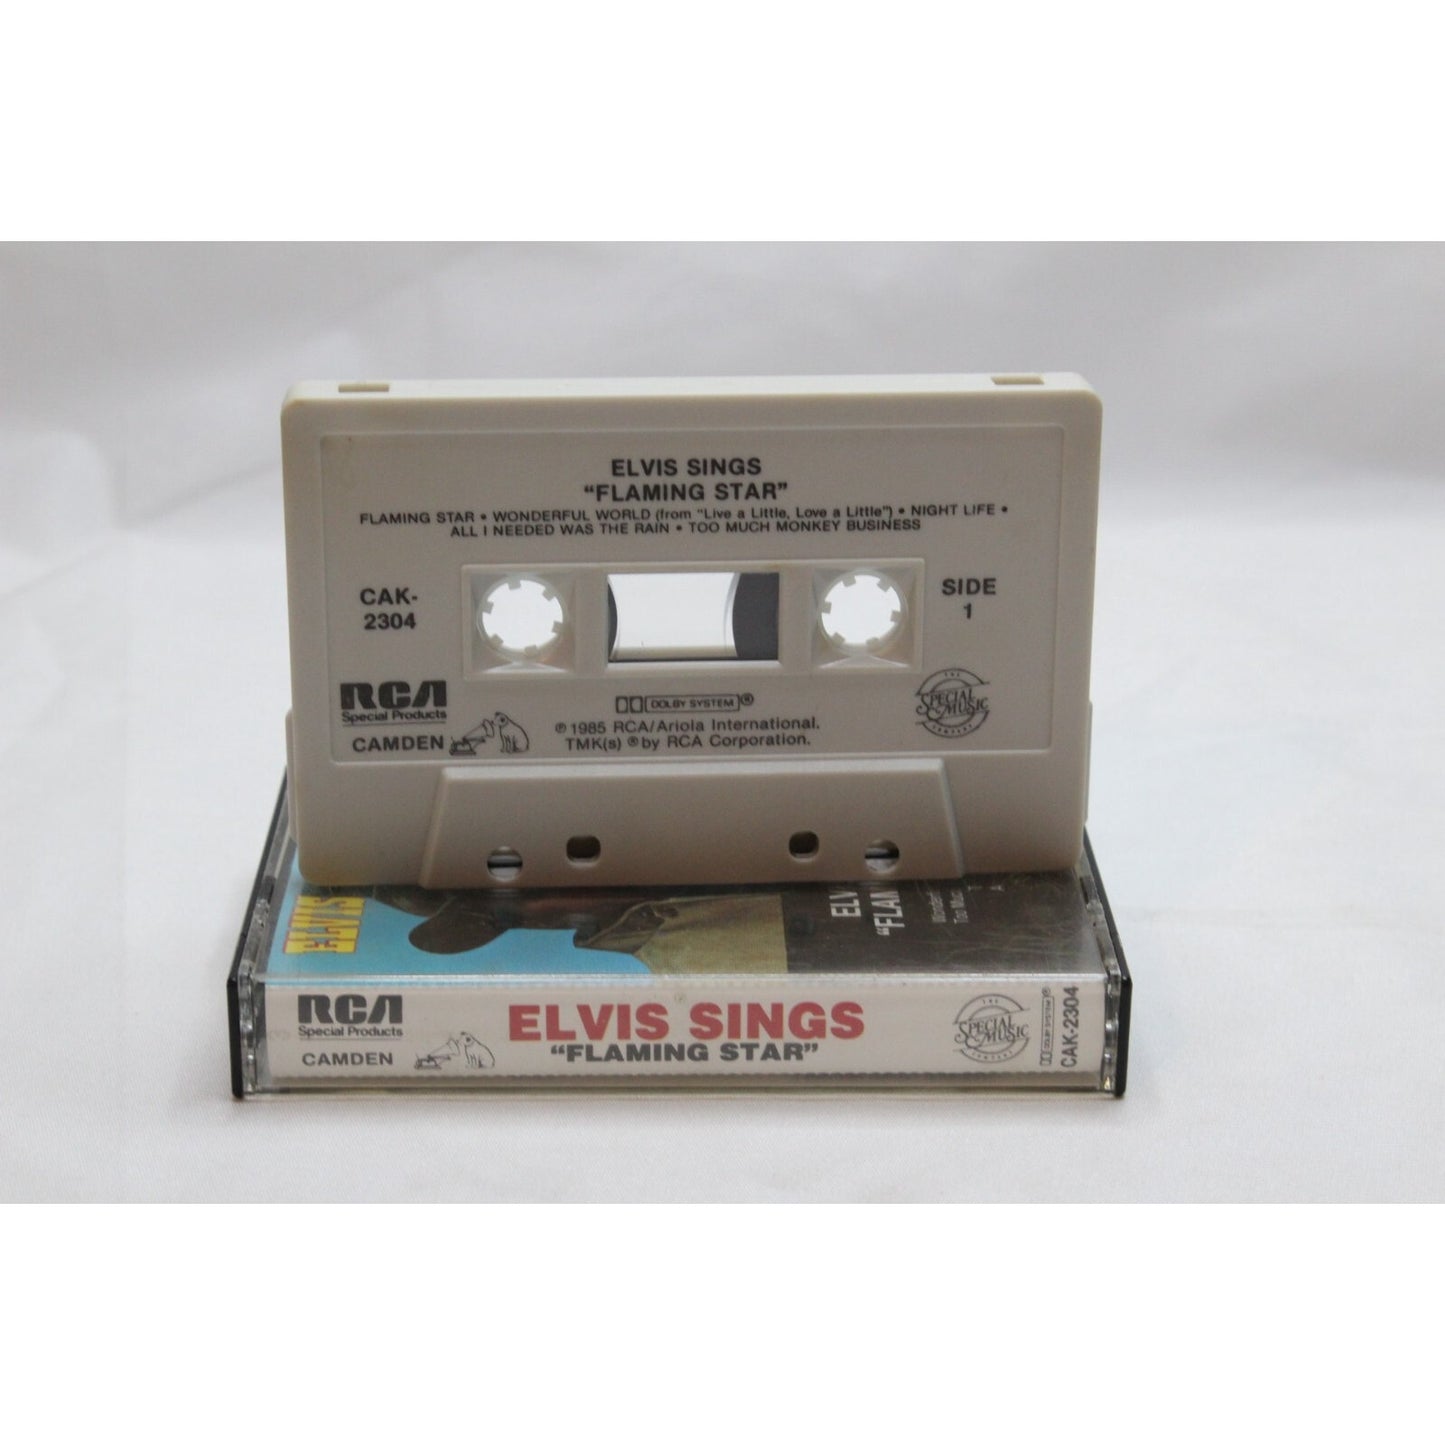 ELVIS SINGS
“FLAMING STAR”
FLAMING STAR • WONDERFUL WORLD (from “Live a Little, Love a Little”) • NIGHT LIFE •
ALL I NEEDED WAS THE RAIN • TOO MUCH MONKEY BUSINESS
CAK-
2304
SIDE
1
RCA
Special Products
CAMDEN
DOLBY SYSTEM®
℗ 1985 RCA/Ariola International.
TMK(s) ® by RCA Corporation.
THE
SPECIAL
MUSIC
COMPANY
ELVIS
ELV
“FLAM
RCA
Special Products
CAMDEN
ELVIS SINGS
“FLAMING STAR”
THE
SPECIAL
MUSIC
COMPANY
DOLBY SYSTEM®
CAK-2304